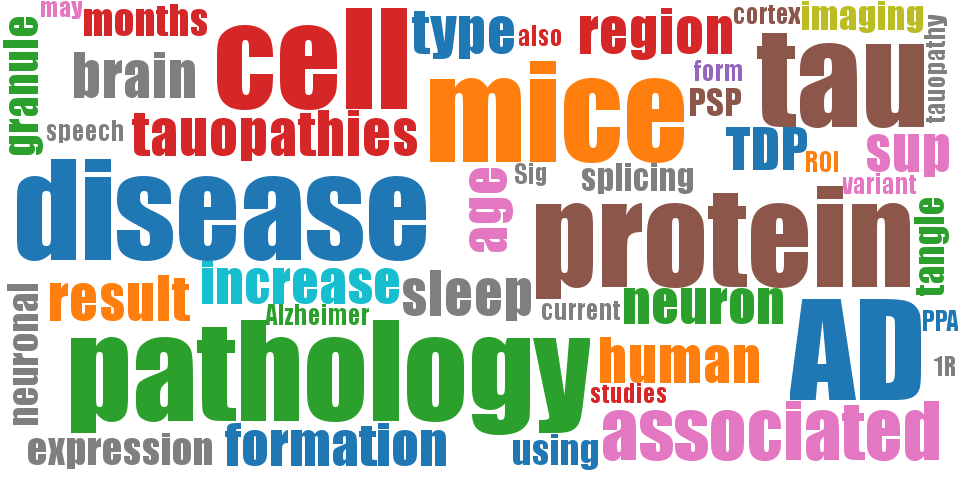 may
months
granule
brain
cell
type
also
region
cortex
imaging
form
tau
tauopathy
speech
tauopathies
mice
PSP
TDP
ROI
sup
disease
age
Sig
splicing
variant
protein
tangle
neuronal
result
increase
Alzheimer
sleep
current
neuron
AD
PPA
pathology
human
1R
studies
associated
expression
formation
using